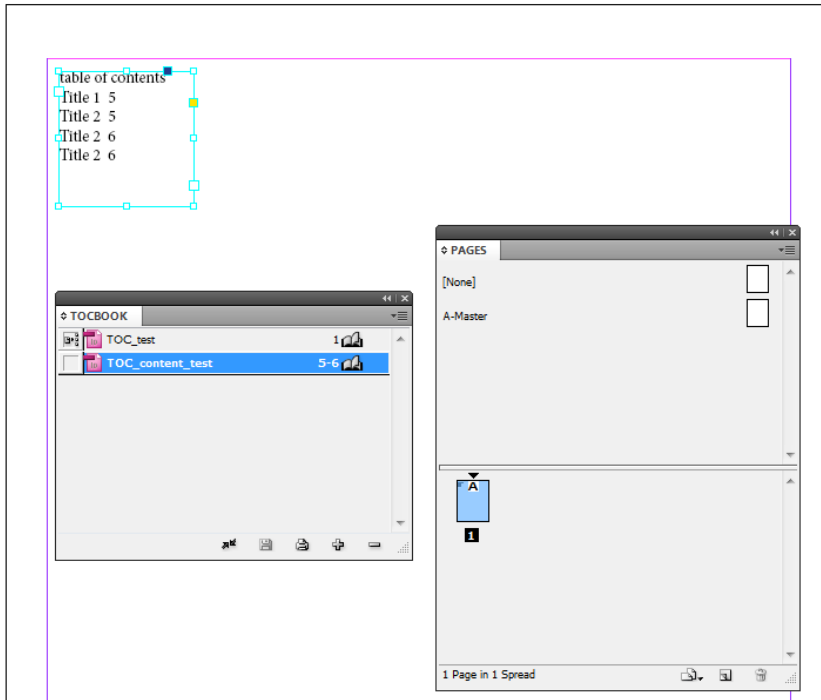 table of contents
Title 1 5
Title 2 5
Title 2 6
Title 2 6
PAGES
[None]
A-Master
TOCBOOK
TOC_test 1
TOC_content_test 5-6
A
1
1 Page in 1 Spread